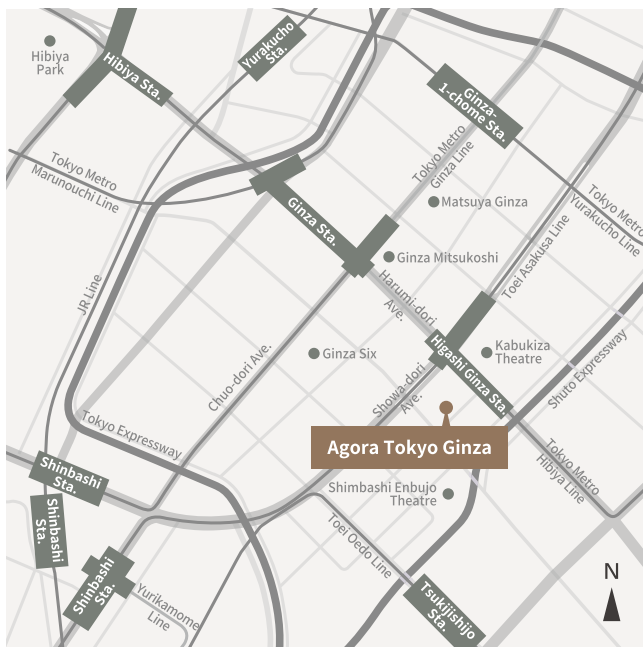 Hibiya
Park
Hibiya Sta.
Yurakucho
Sta.
Ginza-
1-chome Sta.
Tokyo Metro
Marunouchi Line
Tokyo Metro
Ginza Line
Matsuya Ginza
Tokyo Metro
Yurakucho Line
Ginza Sta.
Ginza Mitsukoshi
Toei Asakusa Line
JR Line
Harumi-dori
Ave.
Chuo-dori Ave.
Ginza Six
Higashi Ginza Sta.
Kabukiza
Theatre
Shuto Expressway
Showa-dori
Ave.
Tokyo Expressway
Agora Tokyo Ginza
Tokyo Metro
Hibiya Line
Shinbashi
Sta.
Shimbashi Enbujo
Theatre
Shinbashi
Sta.
Toei Oedo Line
Shinbashi
Sta.
Yurikamome
Line
Tsukijishijo
Sta.
N